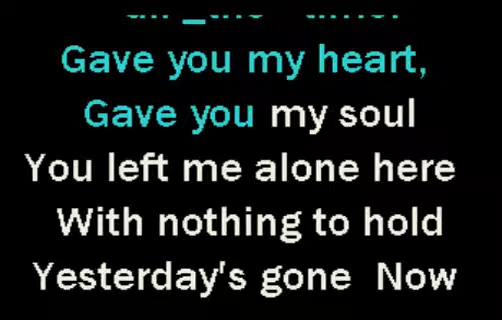 Gave you my heart,
Gave you my soul
You left me alone here
With nothing to hold
Yesterday's gone Now